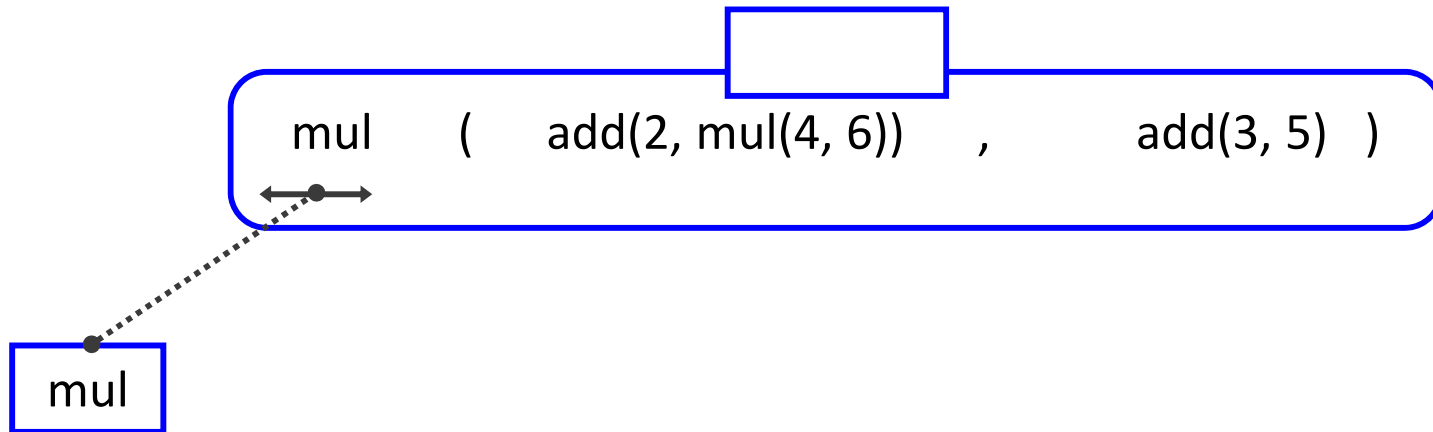 mul ( add(2, mul(4, 6)) , add(3, 5) )
mul